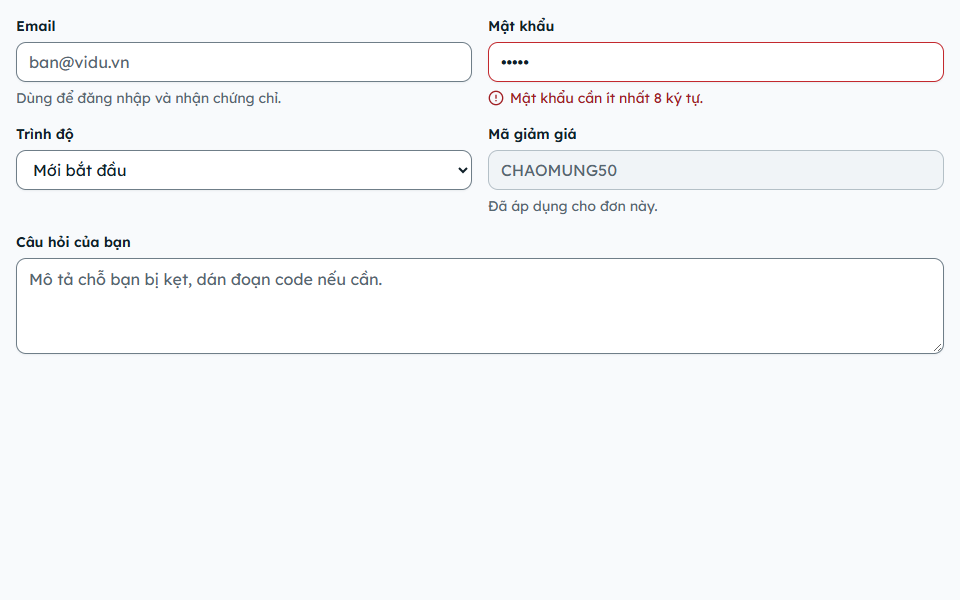 Email
Mật khẩu
ban@vidu.vn
•••••
Dùng để đăng nhập và nhận chứng chỉ.
Mật khẩu cần ít nhất 8 ký tự.
Trình độ
Mã giảm giá
Mới bắt đầu
CHAOMUNG50
Đã áp dụng cho đơn này.
Câu hỏi của bạn
Mô tả chỗ bạn bị kẹt, dán đoạn code nếu cần.